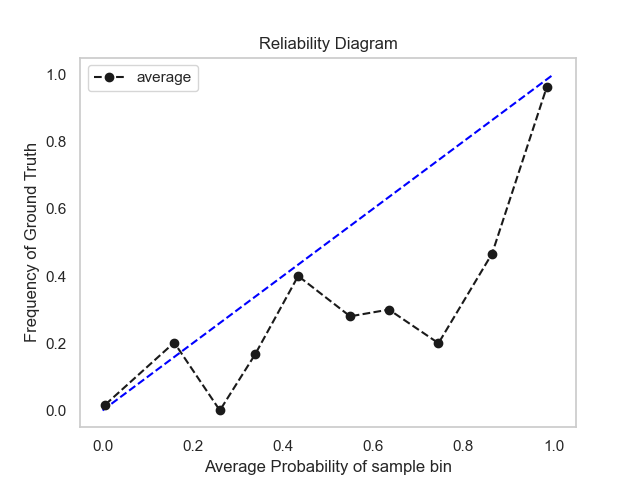 Reliability Diagram
average
Frequency of Ground Truth
1.0
0.8
0.6
0.4
0.2
0.0
0.0 0.2 0.4 0.6 0.8 1.0
Average Probability of sample bin